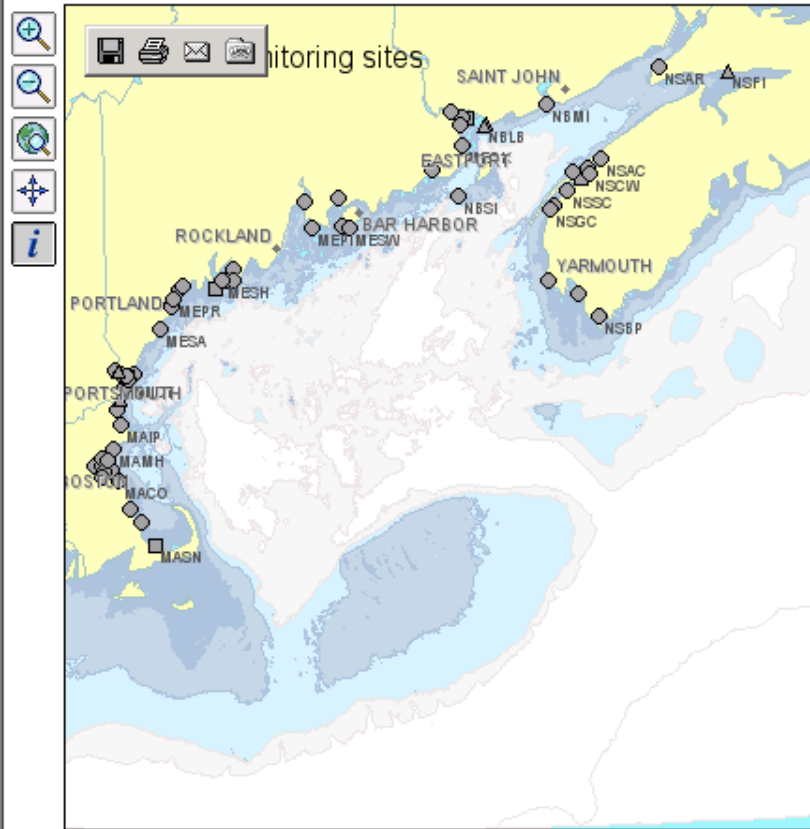 nitoring sites
SAINT JOHN
NSAR
NSFI
NBMI
NBLB
EASTPORT
NSAC
NSCW
NSSC
NBSI
NSGC
BAR HARBOR
MEPI
MESW
ROCKLAND
YARMOUTH
MESH
PORTLAND
MEPR
NSBP
MESA
PORTSMOUTH
MAIP
MAMH
BOSTON
MACO
MASN
i